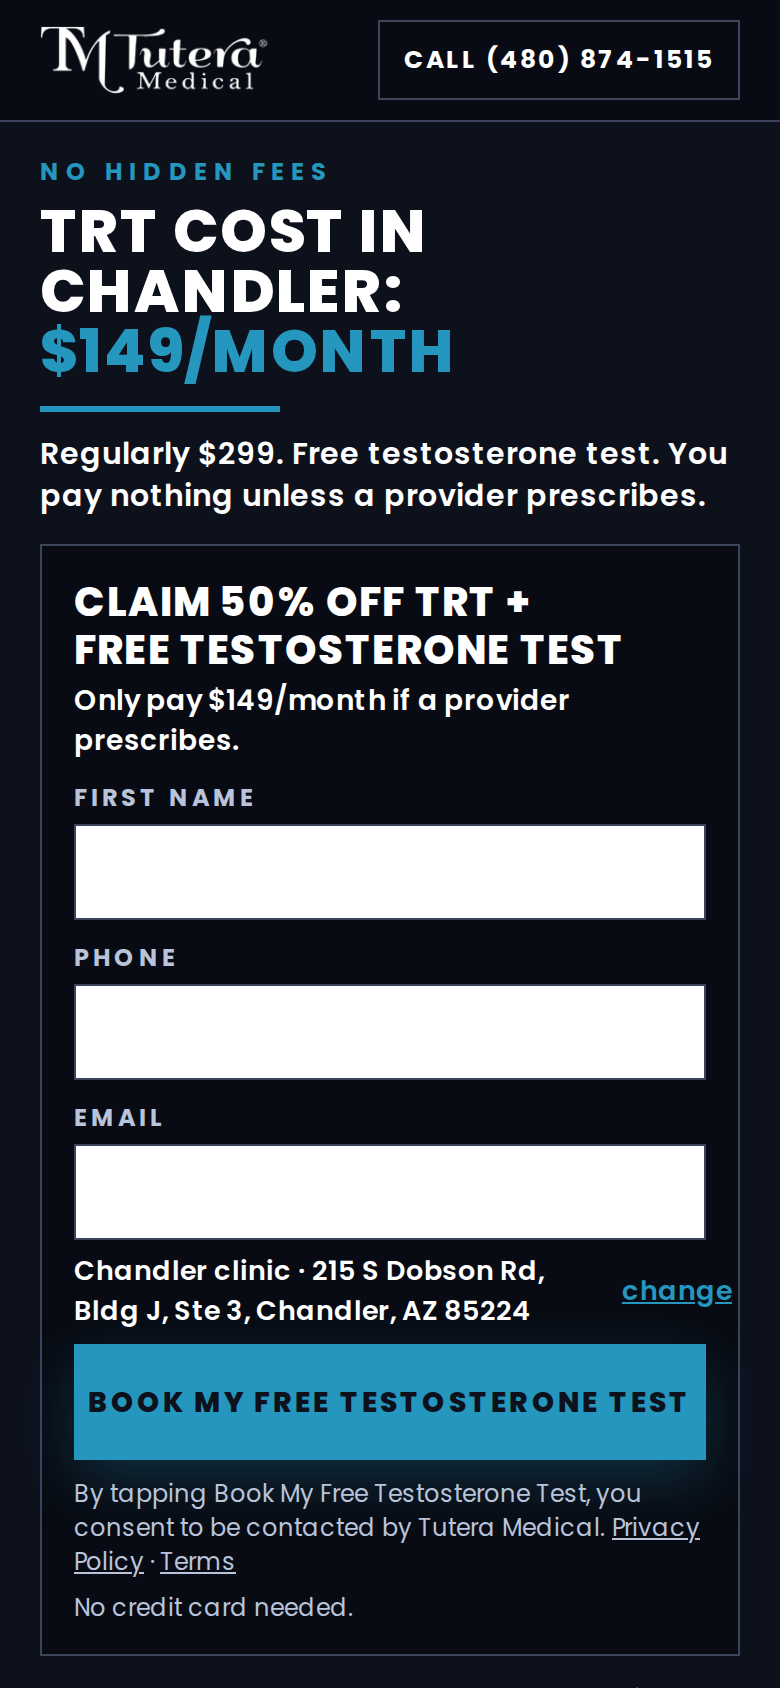 TM Tutera®
Medical
CALL (480) 874-1515
NO HIDDEN FEES
TRT COST IN
CHANDLER:
$149/MONTH
Regularly $299. Free testosterone test. You
pay nothing unless a provider prescribes.
CLAIM 50% OFF TRT +
FREE TESTOSTERONE TEST
Only pay $149/month if a provider
prescribes.
FIRST NAME
PHONE
EMAIL
Chandler clinic · 215 S Dobson Rd,
Bldg J, Ste 3, Chandler, AZ 85224
change
BOOK MY FREE TESTOSTERONE TEST
By tapping Book My Free Testosterone Test, you
consent to be contacted by Tutera Medical. Privacy
Policy · Terms
No credit card needed.